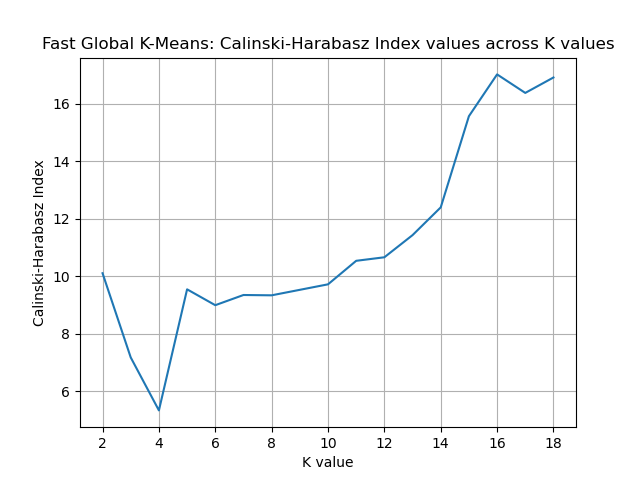 Fast Global K-Means: Calinski-Harabasz Index values across K values
Calinski-Harabasz Index
16
14
12
10
8
6
2 4 6 8 10 12 14 16 18
K value